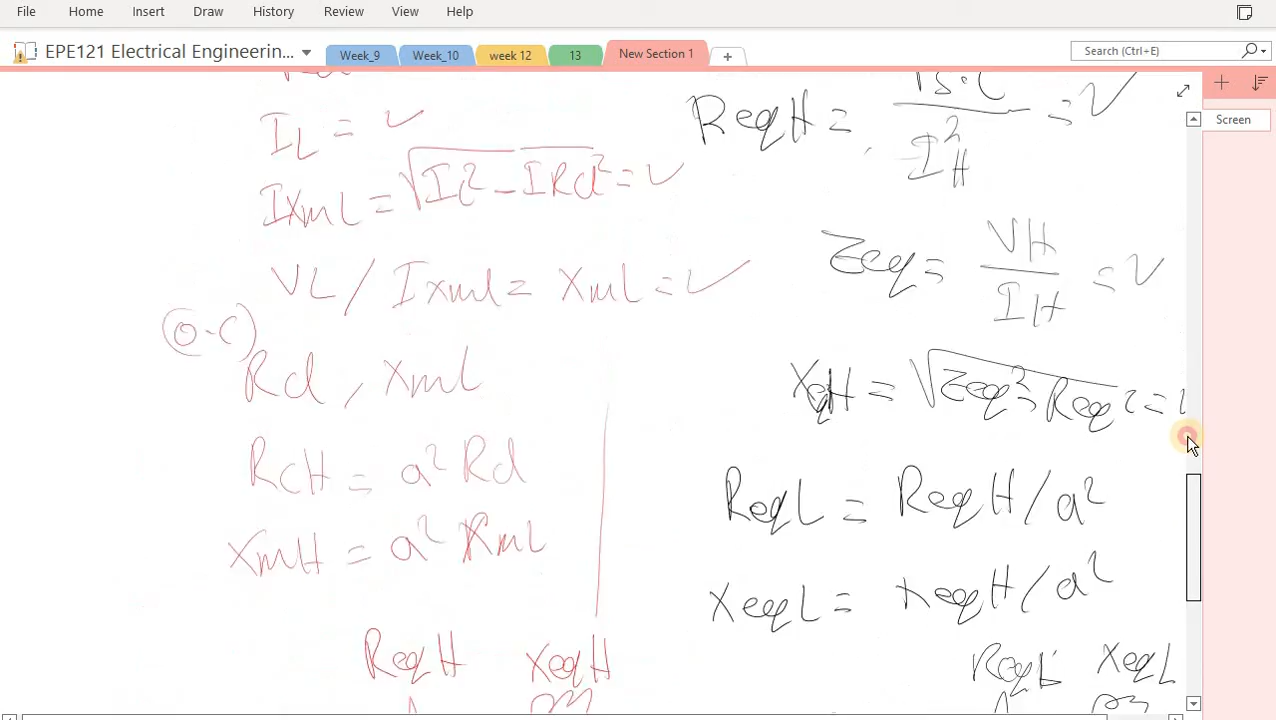 File Home Insert Draw History Review View Help
EPE121 Electrical Engineerin... Week_9 Week_10 week 12 13 New Section 1 + Search (Ctrl+E)
Screen
IL = ✓
IXmL = √IL² - IRcl² = ✓
VL / IXmL = XmL = ✓
O.C
Rcl, XmL
RcH = a² Rcl
XmH = a² XmL
ReqH XeqH
ReqH = / I²H = ✓
Zeq = VH / IH = ✓
XeqH = √Zeq² - Req² =
ReqL = ReqH / a²
XeqL = XeqH / a²
ReqL XeqL